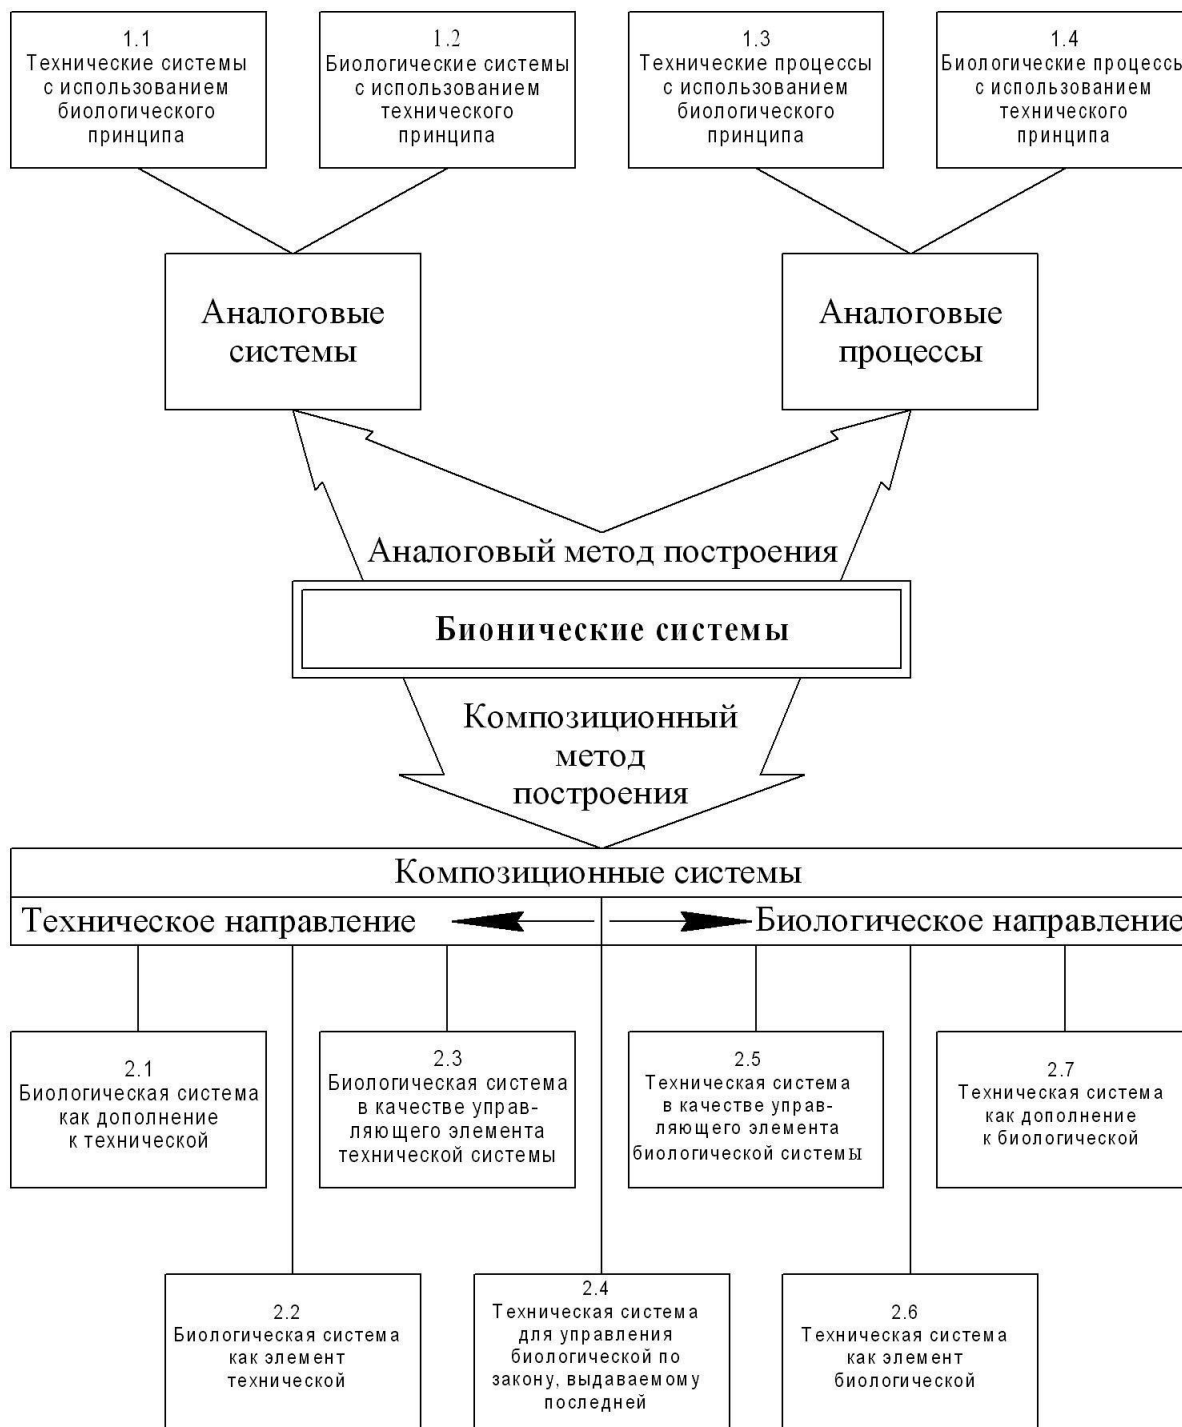 1.1
Технические системы
с использованием
биологического
принципа
1.2
Биологические системы
с использованием
технического
принципа
1.3
Технические процессы
с использованием
биологического
принципа
1.4
Биологические процессы
с использованием
технического
принципа
Аналоговые
системы
Аналоговые
процессы
Аналоговый метод построения
Бионические системы
Композиционный
метод
построения
Композиционные системы
Техническое направление
Биологическое направление
2.1
Биологическая система
как дополнение
к технической
2.3
Биологическая система
в качестве управ-
ляющего элемента
технической системы
2.5
Техническая система
в качестве управ-
ляющего элемента
биологической системы
2.7
Техническая система
как дополнение
к биологической
2.2
Биологическая система
как элемент
технической
2.4
Техническая система
для управления
биологической по
закону, выдаваемому
последней
2.6
Техническая система
как элемент
биологической